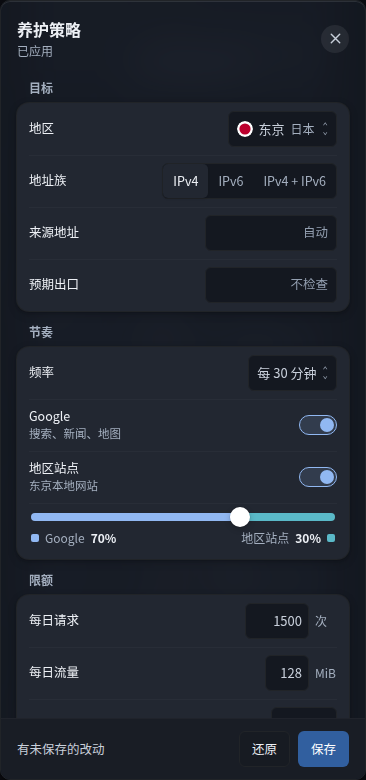 养护策略
已应用
目标
地区 东京 日本
地址族 IPv4 IPv6 IPv4 + IPv6
来源地址 自动
预期出口 不检查
节奏
频率 每 30 分钟
Google
搜索、新闻、地图
地区站点
东京本地网站
Google 70% 地区站点 30%
限额
每日请求 1500 次
每日流量 128 MiB
有未保存的改动 还原 保存